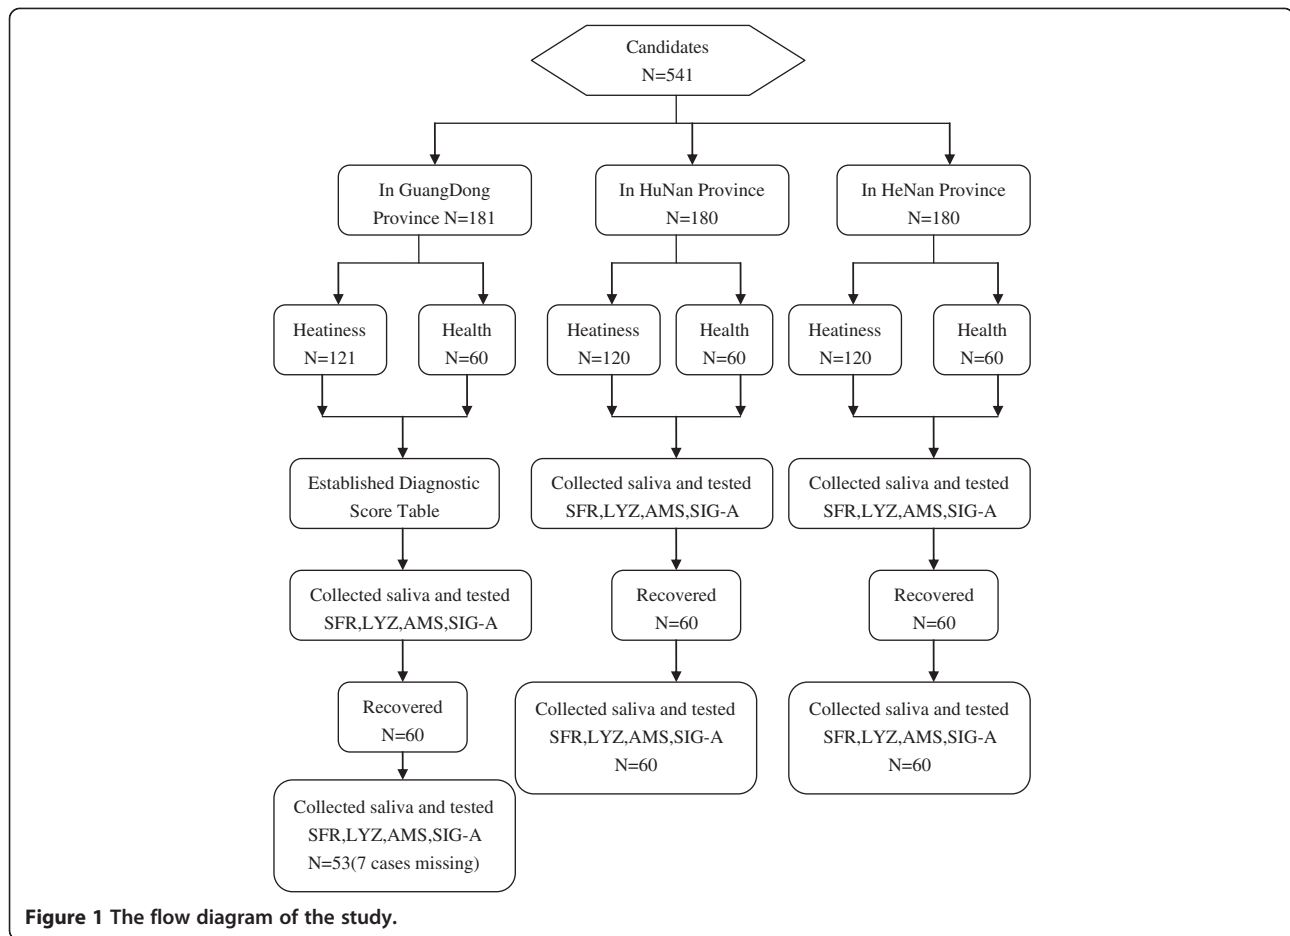 Candidates
N=541
In GuangDong
Province N=181
In HuNan Province
N=180
In HeNan Province
N=180
Heatiness
N=121
Health
N=60
Heatiness
N=120
Health
N=60
Heatiness
N=120
Health
N=60
Established Diagnostic
Score Table
Collected saliva and tested
SFR,LYZ,AMS,SIG-A
Collected saliva and tested
SFR,LYZ,AMS,SIG-A
Collected saliva and tested
SFR,LYZ,AMS,SIG-A
Recovered
N=60
Recovered
N=60
Recovered
N=60
Collected saliva and tested
SFR,LYZ,AMS,SIG-A
N=60
Collected saliva and tested
SFR,LYZ,AMS,SIG-A
N=60
Collected saliva and tested
SFR,LYZ,AMS,SIG-A
N=53(7 cases missing)
Figure 1 The flow diagram of the study.